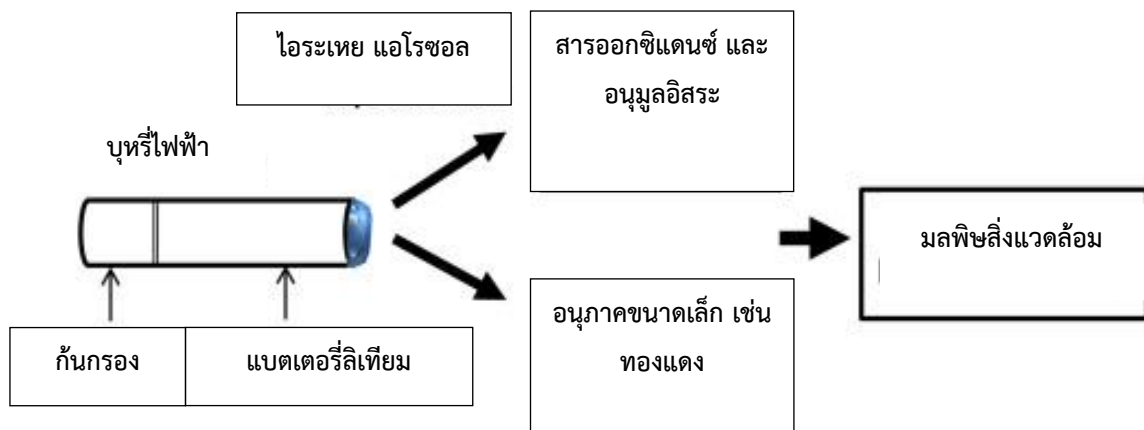 ไอระเหย แอโรซอล
สารออกซิแดนซ์ และ
อนุมูลอิสระ
บุหรี่ไฟฟ้า
มลพิษสิ่งแวดล้อม
อนุภาคขนาดเล็ก เช่น
ทองแดง
ก้นกรอง
แบตเตอรี่ลิเทียม